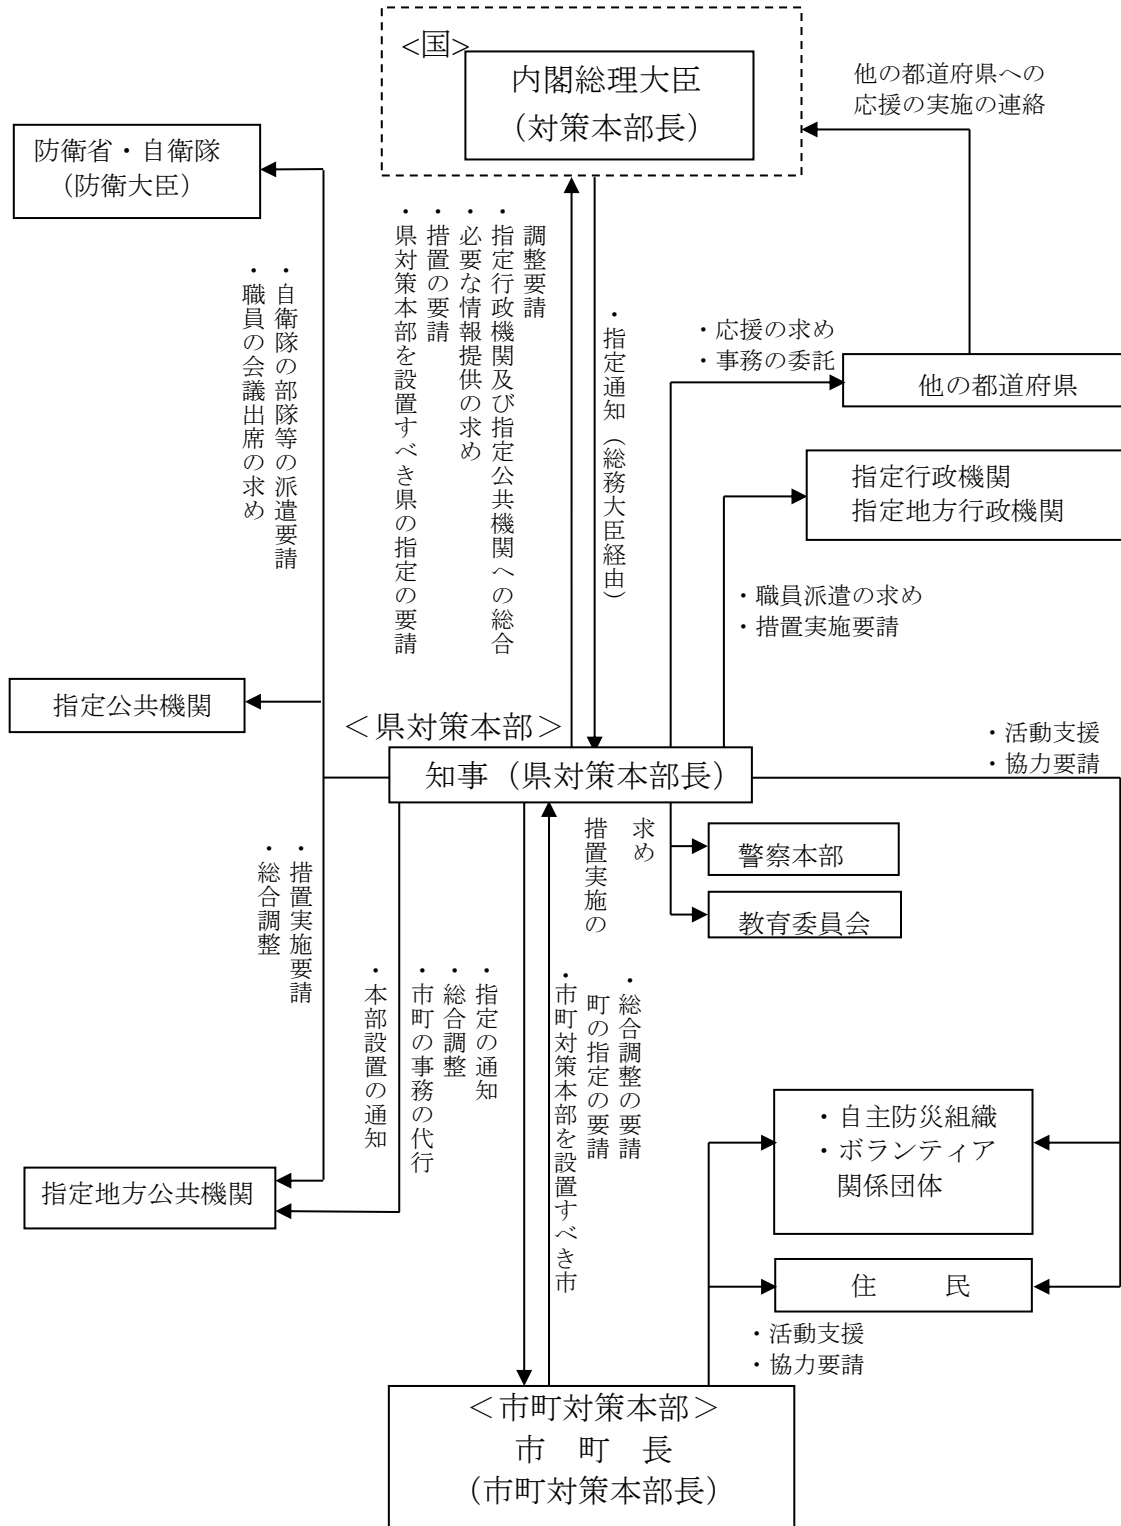 <国>
内閣総理大臣
（対策本部長）
他の都道府県への
応援の実施の連絡
防衛省・自衛隊
（防衛大臣）
・自衛隊の部隊等の派遣要請
・職員の会議出席の求め
調整要請
・指定行政機関及び指定公共機関への総合
・必要な情報提供の求め
・措置の要請
・県対策本部を設置すべき県の指定の要請
・指定通知（総務大臣経由）
・応援の求め
・事務の委託
他の都道府県
指定行政機関
指定地方行政機関
・職員派遣の求め
・措置実施要請
指定公共機関
＜県対策本部＞
知事（県対策本部長）
・活動支援
・協力要請
求め
措置実施の
警察本部
教育委員会
・措置実施要請
・総合調整
・指定の通知
・総合調整
・市町の事務の代行
・本部設置の通知
・総合調整の要請
町の指定の要請
・市町対策本部を設置すべき市
・自主防災組織
・ボランティア
関係団体
指定地方公共機関
住　　民
・活動支援
・協力要請
＜市町対策本部＞
市　町　長
（市町対策本部長）